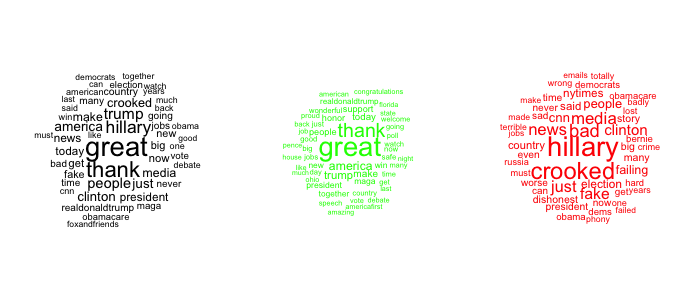 democrats together
can election watch
american country years
last many crooked much
said trump back
win make going
america hillary jobs obama
must news like new good
today great big one
bad get thank now vote
fake media debate
time people just never
cnn clinton president
realdonaldtrump maga
obamacare
foxandfriends
american congratulations
realdonaldtrump florida
wonderful support state
proud honor today welcome
back just thank going
job people poll
pence great watch
big now
house jobs new america safe night
like trump make win many
much day maga time
ohio president get
together country last
speech vote debate
americafirst
amazing
emails totally
wrong democrats
nytimes obamacare
make time people badly
never said lost
made sad cnn media story
terrible news bad clinton
jobs
country hillary bernie
even big crime
russia crooked many
must failing
worse just election hard
can fake get years
dishonest
president now one
obama dems failed
phony